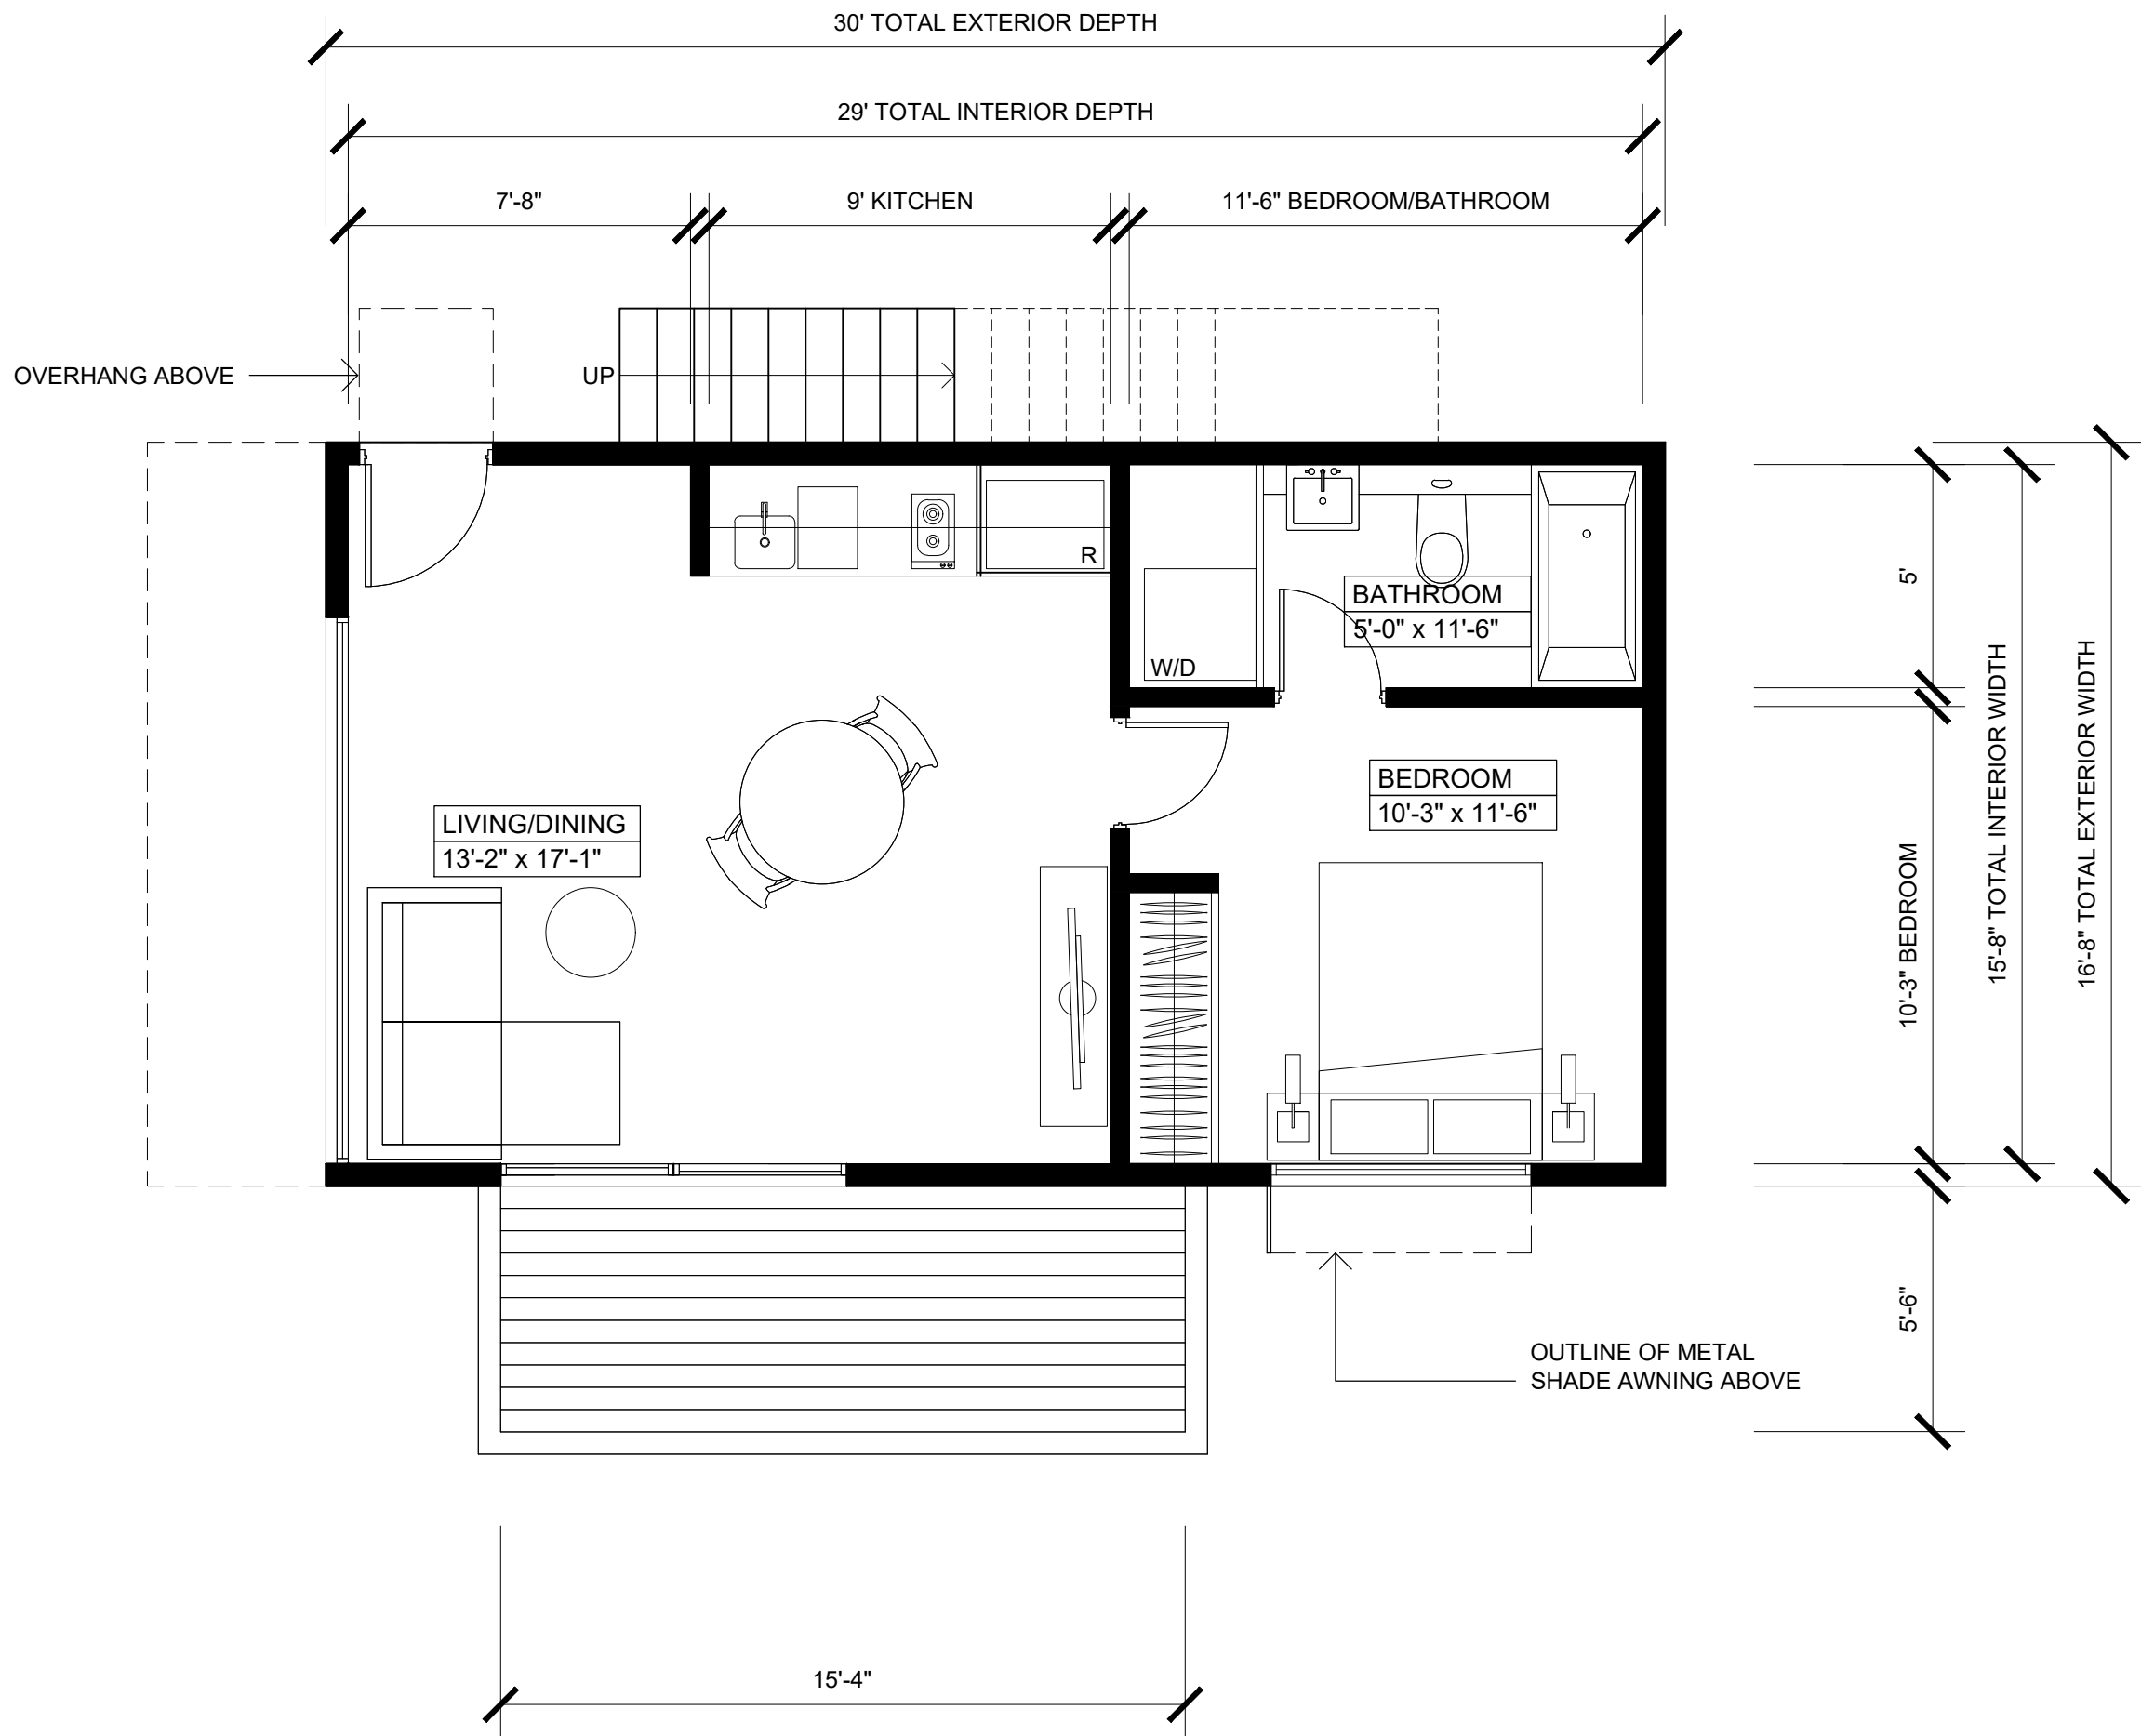 30' TOTAL EXTERIOR DEPTH
29' TOTAL INTERIOR DEPTH
7'-8"
9' KITCHEN
11'-6" BEDROOM/BATHROOM
OVERHANG ABOVE
UP
R
BATHROOM
5'-0" x 11'-6"
W/D
5'
BEDROOM
10'-3" x 11'-6"
LIVING/DINING
13'-2" x 17'-1"
10'-3" BEDROOM
15'-8" TOTAL INTERIOR WIDTH
16'-8" TOTAL EXTERIOR WIDTH
5'-6"
OUTLINE OF METAL
SHADE AWNING ABOVE
15'-4"